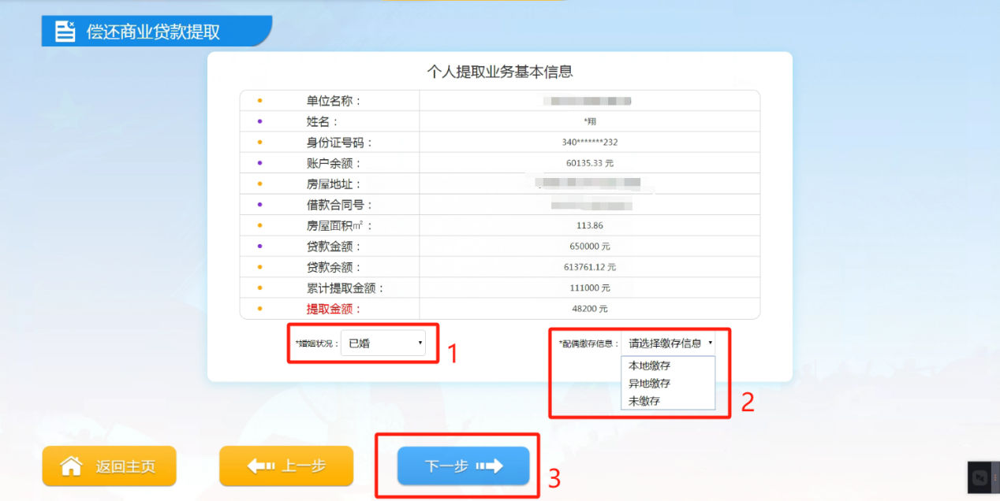 偿还商业贷款提取
个人提取业务基本信息
单位名称：
姓名： *翔
身份证号码： 340*******232
账户余额： 60135.33 元
房屋地址：
借款合同号：
房屋面积㎡： 113.86
贷款金额： 650000 元
贷款余额： 613761.12 元
累计提取金额： 111000 元
提取金额： 48200 元
*婚姻状况： 已婚 1 *配偶缴存信息： 请选择缴存信息
本地缴存
异地缴存
未缴存 2
返回主页 上一步 下一步 3